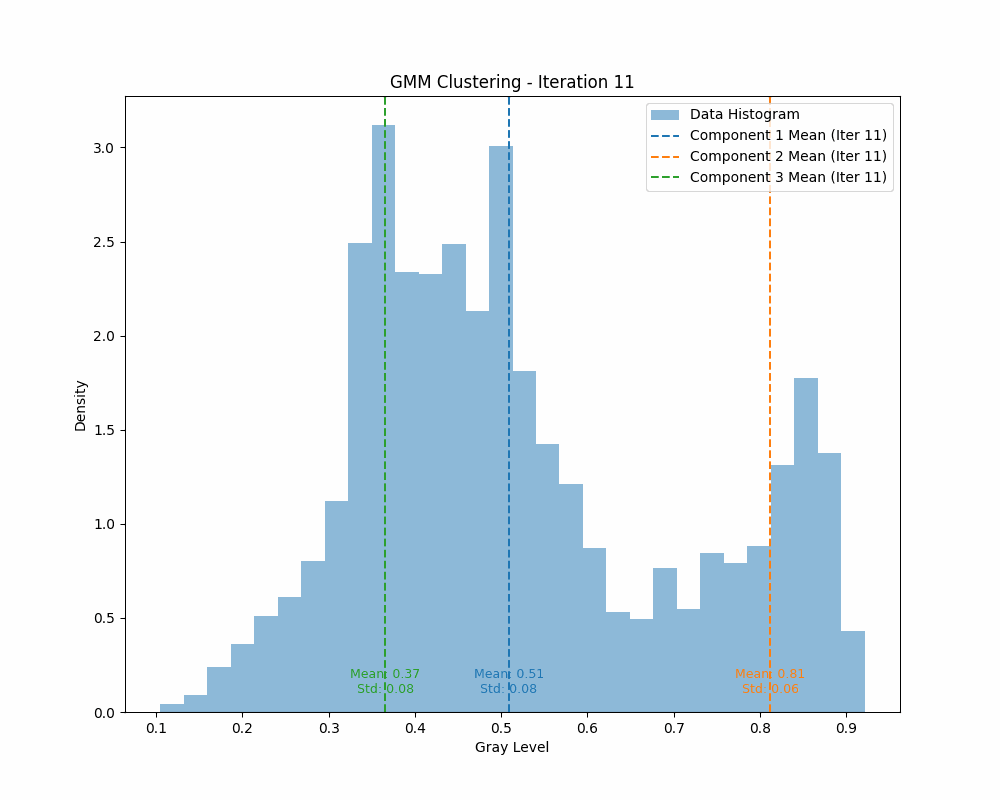 GMM Clustering - Iteration 11
Data Histogram
Component 1 Mean (Iter 11)
Component 2 Mean (Iter 11)
Component 3 Mean (Iter 11)
3.0
2.5
2.0
1.5
1.0
0.5
0.0
Density
Mean: 0.37
Std: 0.08
Mean: 0.51
Std: 0.08
Mean: 0.81
Std: 0.06
0.1 0.2 0.3 0.4 0.5 0.6 0.7 0.8 0.9
Gray Level